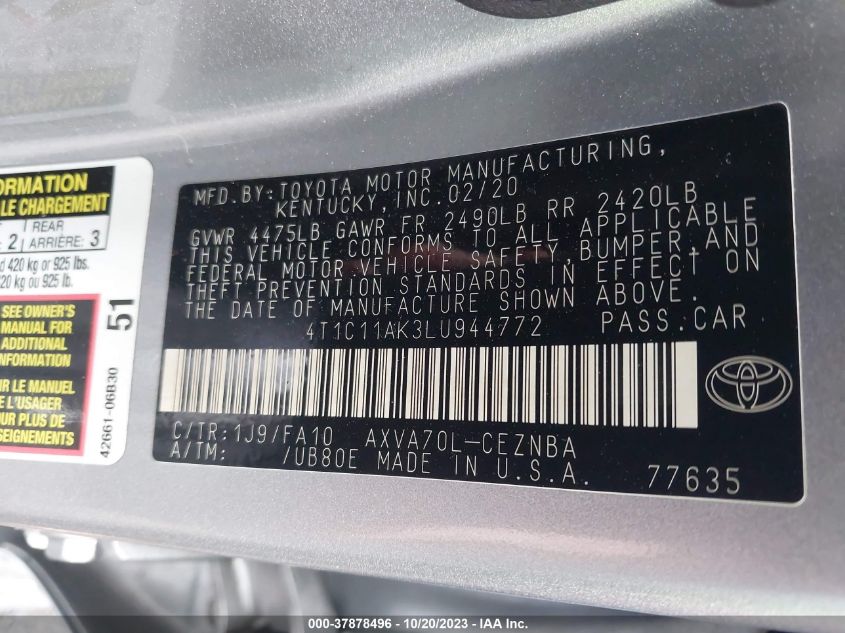 ORMATION
LE CHARGEMENT
2 | REAR 3
ARRIÈRE:
d 420 kg or 925 lbs.
20 kg ou 925 lb.
SEE OWNER'S
MANUAL FOR
ADDITIONAL
INFORMATION
IR LE MANUEL
E L'USAGER
OUR PLUS DE
SEIGNEMENTS
51
42661-06B30
MFD.BY:TOYOTA MOTOR MANUFACTURING,
KENTUCKY, INC.02/20
GVWR 4475LB GAWR FR 2490LB RR 2420LB
THIS VEHICLE CONFORMS TO ALL APPLICABLE
FEDERAL MOTOR VEHICLE SAFETY,BUMPER,AND
THEFT PREVENTION STANDARDS IN EFFECT ON
THE DATE OF MANUFACTURE SHOWN ABOVE.
4T1C11AK3LU944772 PASS.CAR
C/TR:1J9/FA10 AXVA70L-CEZNBA
A/TM: /UB80E MADE IN U.S.A. 77635
000-37878496 - 10/20/2023 - IAAI.COM